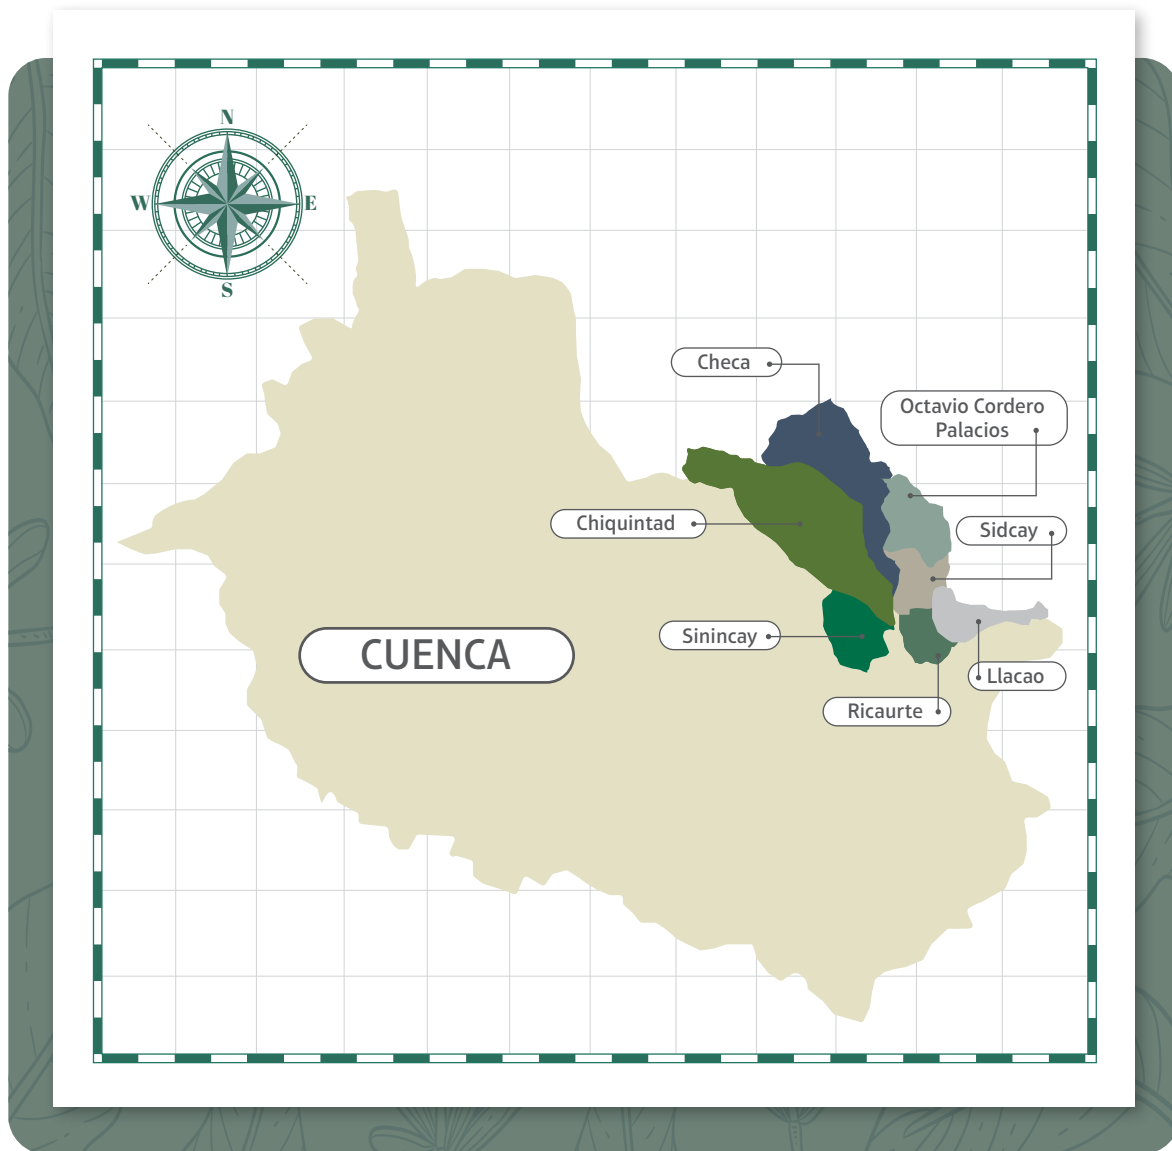 N
W
E
S
Checa
Octavio Cordero
Palacios
Chiquintad
Sidcay
Sinincay
CUENCA
Llacao
Ricaurte